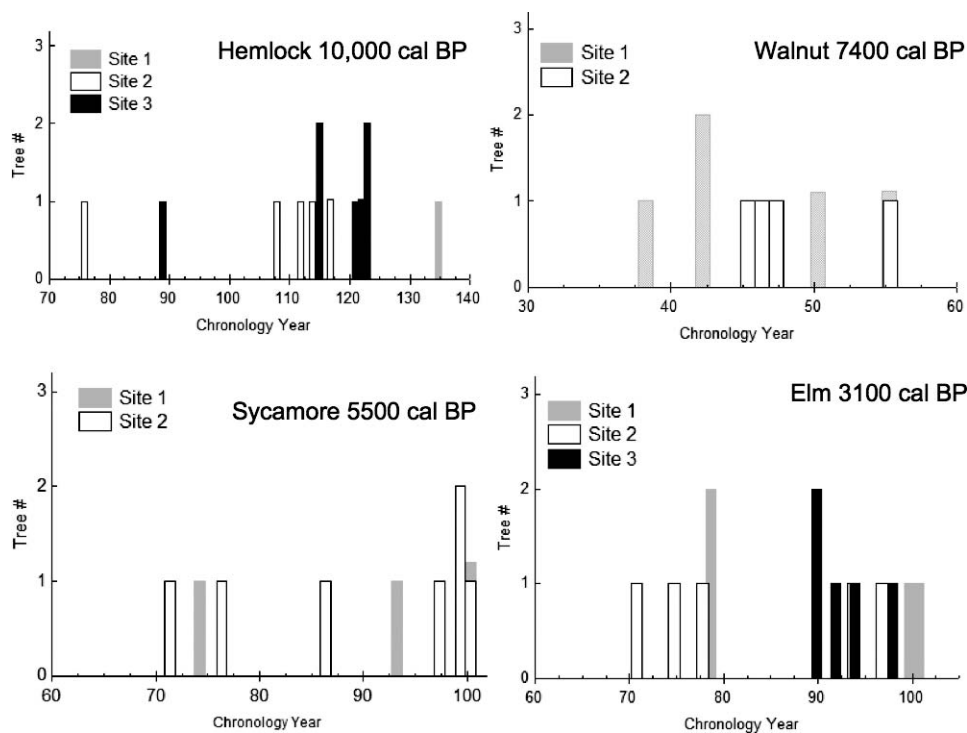 Hemlock 10,000 cal BP
Site 1
Site 2
Site 3
Tree #
3
2
1
0
70 80 90 100 110 120 130 140
Chronology Year
Walnut 7400 cal BP
Site 1
Site 2
Tree #
3
2
1
0
30 40 50 60
Chronology Year
Sycamore 5500 cal BP
Site 1
Site 2
Tree #
3
2
1
0
60 70 80 90 100
Chronology Year
Elm 3100 cal BP
Site 1
Site 2
Site 3
Tree #
3
2
1
0
60 70 80 90 100
Chronology Year